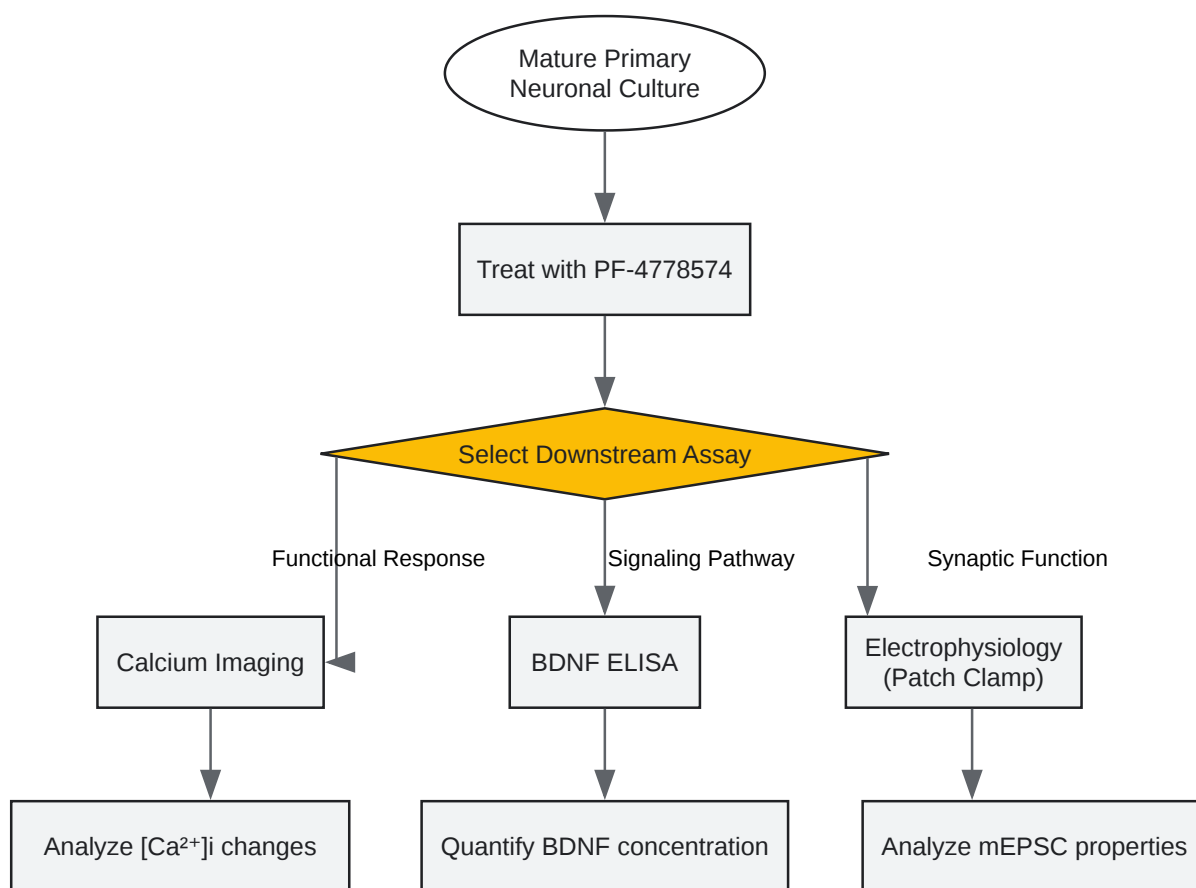 Mature Primary
Neuronal Culture
Treat with PF-4778574
Select Downstream Assay
Functional Response
Signaling Pathway
Synaptic Function
Calcium Imaging
BDNF ELISA
Electrophysiology
(Patch Clamp)
Analyze [Ca²⁺]i changes
Quantify BDNF concentration
Analyze mEPSC properties